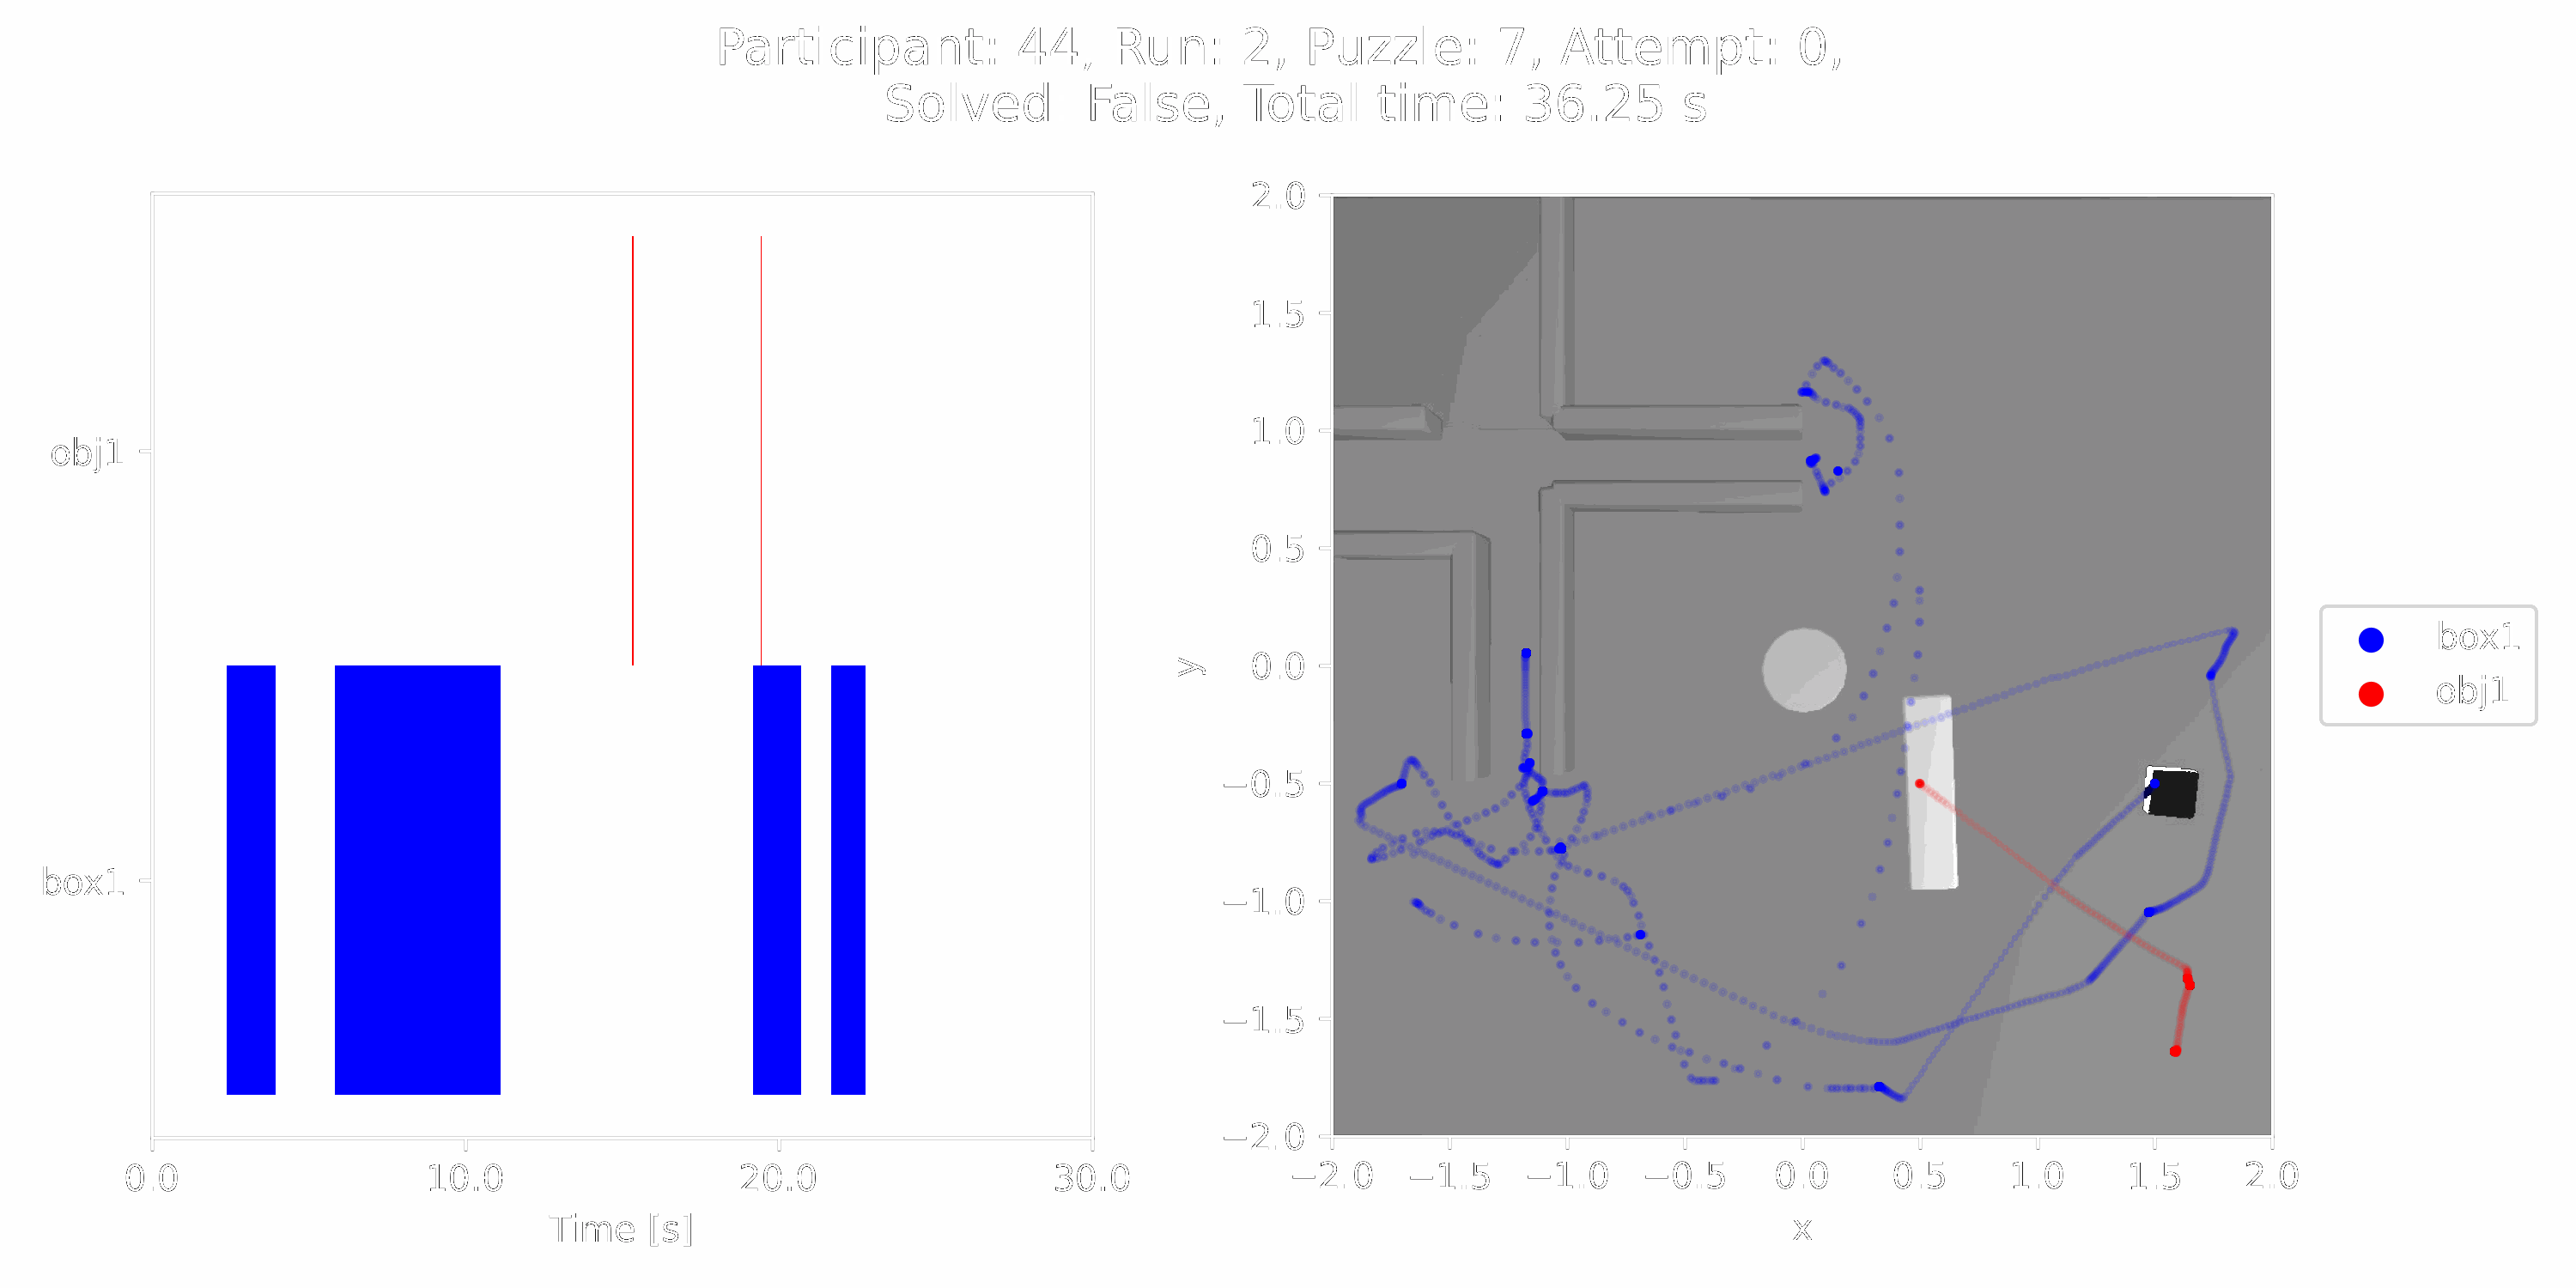 Participant: 44, Run: 2, Puzzle: 7, Attempt: 0,
Solved False, Total time: 36.25 s
obj1
box1
0.0 10.0 20.0 30.0
Time [s]
2.0
1.5
1.0
0.5
0.0
−0.5
−1.0
−1.5
−2.0
y
−2.0 −1.5 −1.0 −0.5 0.0 0.5 1.0 1.5 2.0
x
box1
obj1